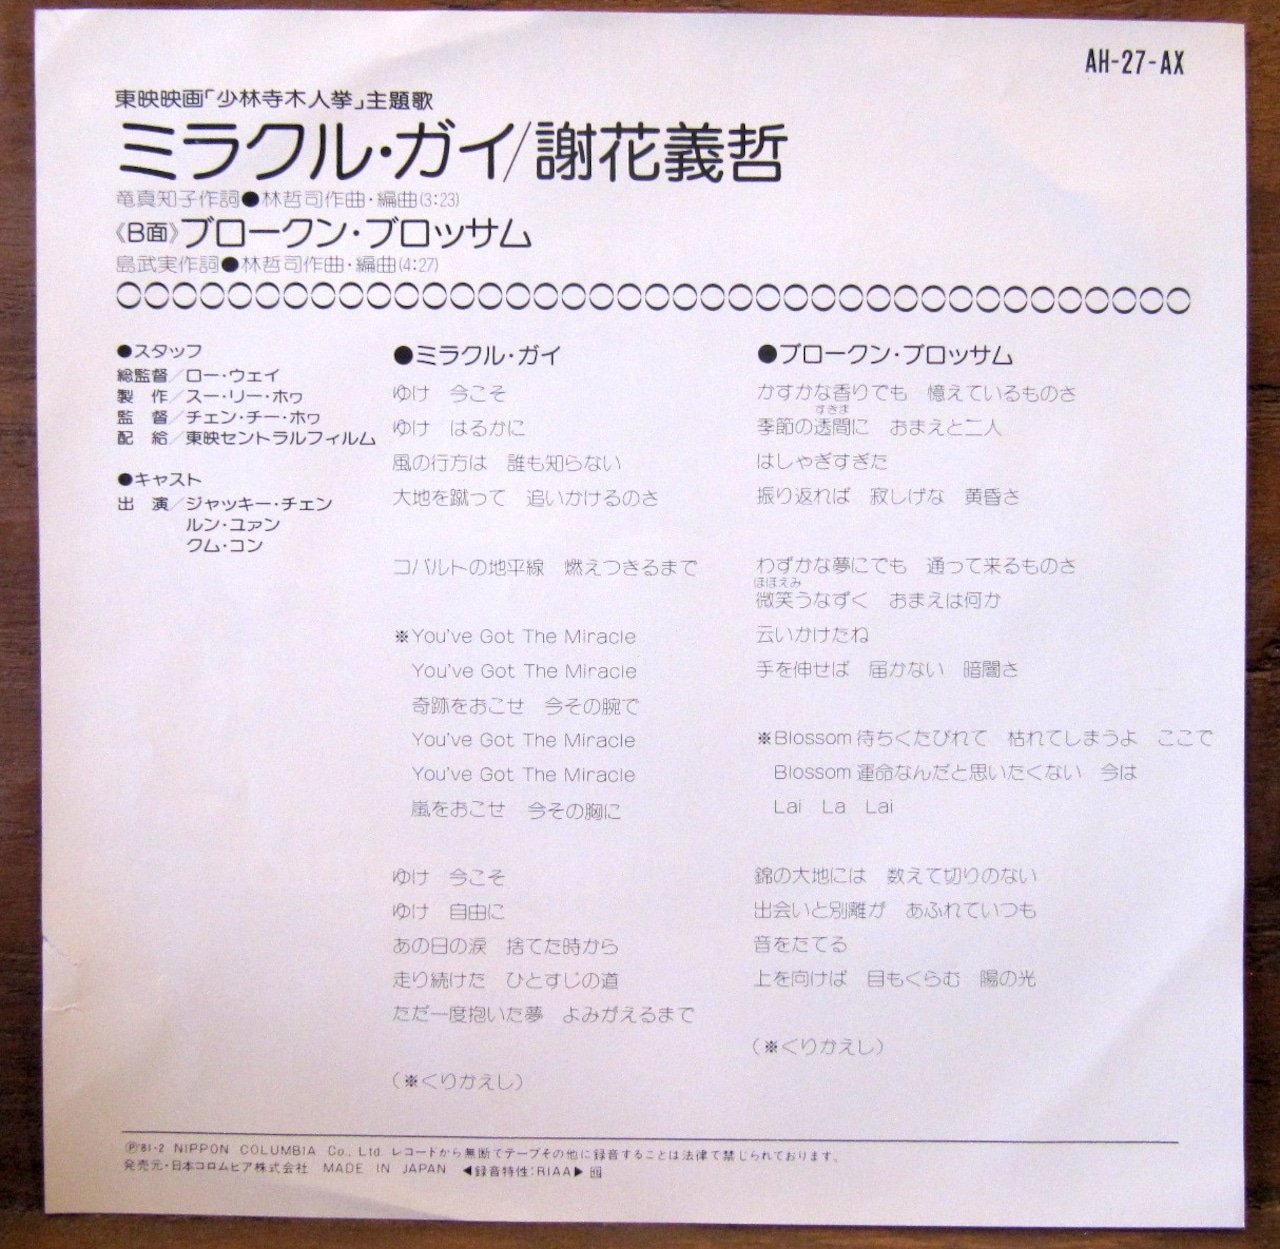 AH-27-AX
東映映画「少林寺木人拳」主題歌
ミラクル・ガイ/謝花義哲
竜真知子作詞●林哲司作曲・編曲(3:23)
《B面》ブロークン・ブロッサム
島武実作詞●林哲司作曲・編曲(4:27)
●スタッフ
総監督/ロー・ウェイ
製　作/スー・リー・ホヮ
監　督/チェン・チー・ホヮ
配　給/東映セントラルフィルム
●キャスト
出　演/ジャッキー・チェン
ルン・ユァン
クム・コン
●ミラクル・ガイ
ゆけ　今こそ
ゆけ　はるかに
風の行方は　誰も知らない
大地を蹴って　追いかけるのさ
コバルトの地平線　燃えつきるまで
※You've Got The Miracle
You've Got The Miracle
奇跡をおこせ　今その腕で
You've Got The Miracle
You've Got The Miracle
嵐をおこせ　今その胸に
ゆけ　今こそ
ゆけ　自由に
あの日の涙　捨てた時から
走り続けた　ひとすじの道
ただ一度抱いた夢　よみがえるまで
(※くりかえし)
●ブロークン・ブロッサム
かすかな香りでも　憶えているものさ
すきま
季節の透間に　おまえと二人
はしゃぎすぎた
振り返れば　寂しげな　黄昏さ
わずかな夢にでも　通って来るものさ
ほほえみ
微笑うなずく　おまえは何か
云いかけたね
手を伸せば　届かない　暗闇さ
※Blossom 待ちくたびれて　枯れてしまうよ　ここで
Blossom 運命なんだと思いたくない　今は
Lai　La　Lai
錦の大地には　数えて切りのない
出会いと別離が　あふれていつも
音をたてる
上を向けば　目もくらむ　陽の光
(※くりかえし)
Ⓟ'81-2 NIPPON COLUMBIA Co., Ltd. レコードから無断でテープその他に録音することは法律で禁じられております。
発売元・日本コロムビア株式会社　MADE IN JAPAN　◀録音特性:RIAA▶